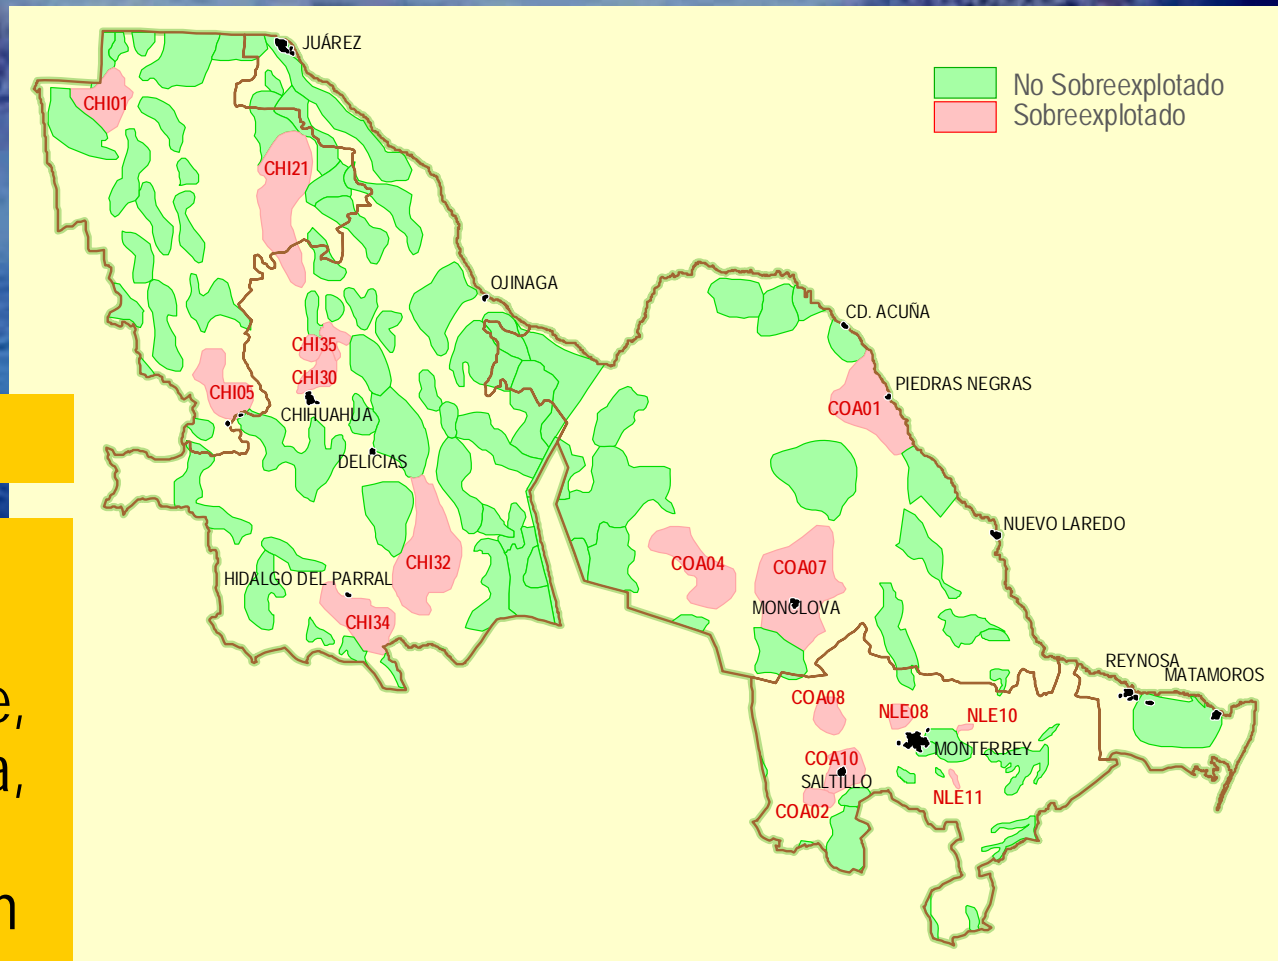 JUÁREZ
No Sobreexplotado
Sobreexplotado
CHI01
CHI21
OJINAGA
CD. ACUÑA
CHI35
CHI30
PIEDRAS NEGRAS
CHI05
COA01
CHIHUAHUA
DELICIAS
NUEVO LAREDO
CHI32
COA04
COA07
HIDALGO DEL PARRAL
MONCLOVA
CHI34
REYNOSA
MATAMOROS
COA08
NLE08
NLE10
MONTERREY
COA10
SALTILLO
NLE11
COA02
e,
a,
n